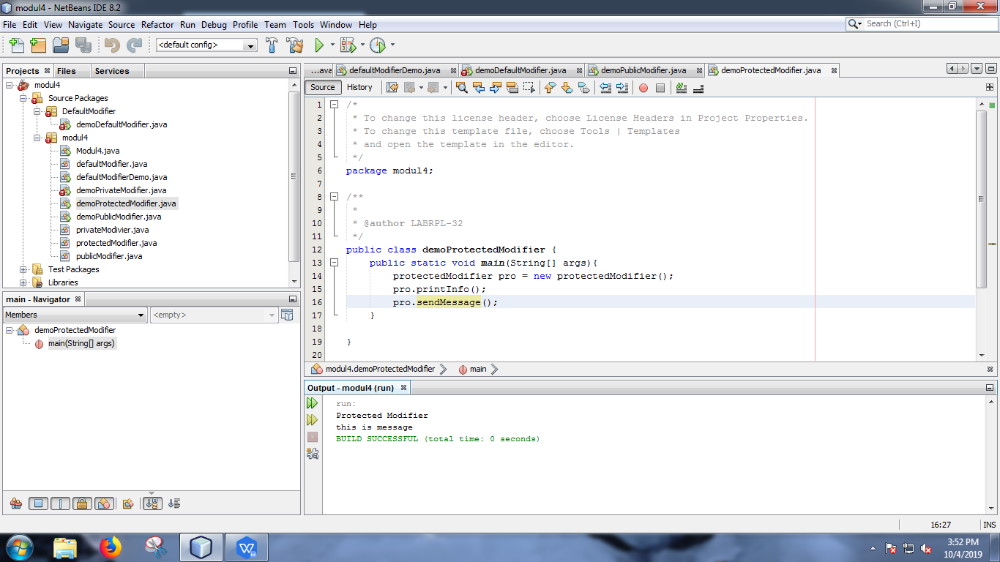 modul4 - NetBeans IDE 8.2
File Edit View Navigate Source Refactor Run Debug Profile Team Tools Window Help
Search (Ctrl+I)
<default config>
Projects Files Services
modul4
Source Packages
DefaultModifier
demoDefaultModifier.java
modul4
Modul4.java
defaultModifier.java
defaultModifierDemo.java
demoPrivateModifier.java
demoProtectedModifier.java
demoPublicModifier.java
privateModivier.java
protectedModifier.java
publicModifier.java
Test Packages
Libraries
main - Navigator
Members
<empty>
demoProtectedModifier
main(String[] args)
...ava defaultModifierDemo.java demoDefaultModifier.java demoPublicModifier.java demoProtectedModifier.java
Source History
1 /*
2 * To change this license header, choose License Headers in Project Properties.
3 * To change this template file, choose Tools | Templates
4 * and open the template in the editor.
5 */
6 package modul4;
7
8 /**
9 *
10 * @author LABRPL-32
11 */
12 public class demoProtectedModifier {
13 public static void main(String[] args){
14 protectedModifier pro = new protectedModifier();
15 pro.printInfo();
16 pro.sendMessage();
17 }
18
19 }
20
modul4.demoProtectedModifier main
Output - modul4 (run)
run:
Protected Modifier
this is message
BUILD SUCCESSFUL (total time: 0 seconds)
16:27 INS
3:52 PM
10/4/2019